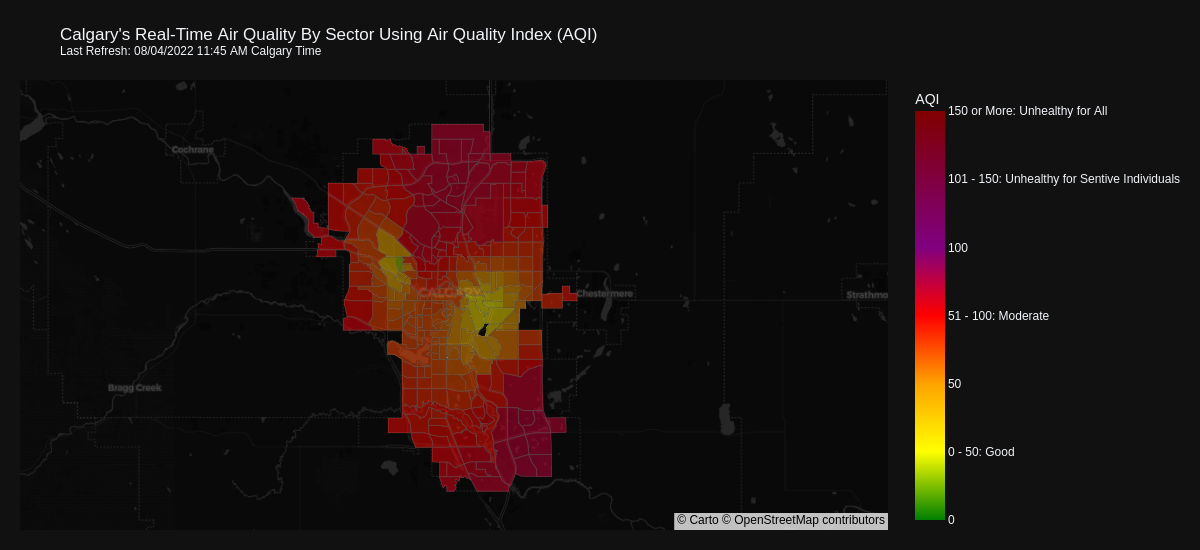 Calgary's Real-Time Air Quality By Sector Using Air Quality Index (AQI)
Last Refresh: 08/04/2022 11:45 AM Calgary Time
AQI
150 or More: Unhealthy for All
Cochrane
101 - 150: Unhealthy for Sentive Individuals
100
CALGARY
Chestermere
Strathmo
51 - 100: Moderate
50
Bragg Creek
0 - 50: Good
0
© Carto © OpenStreetMap contributors